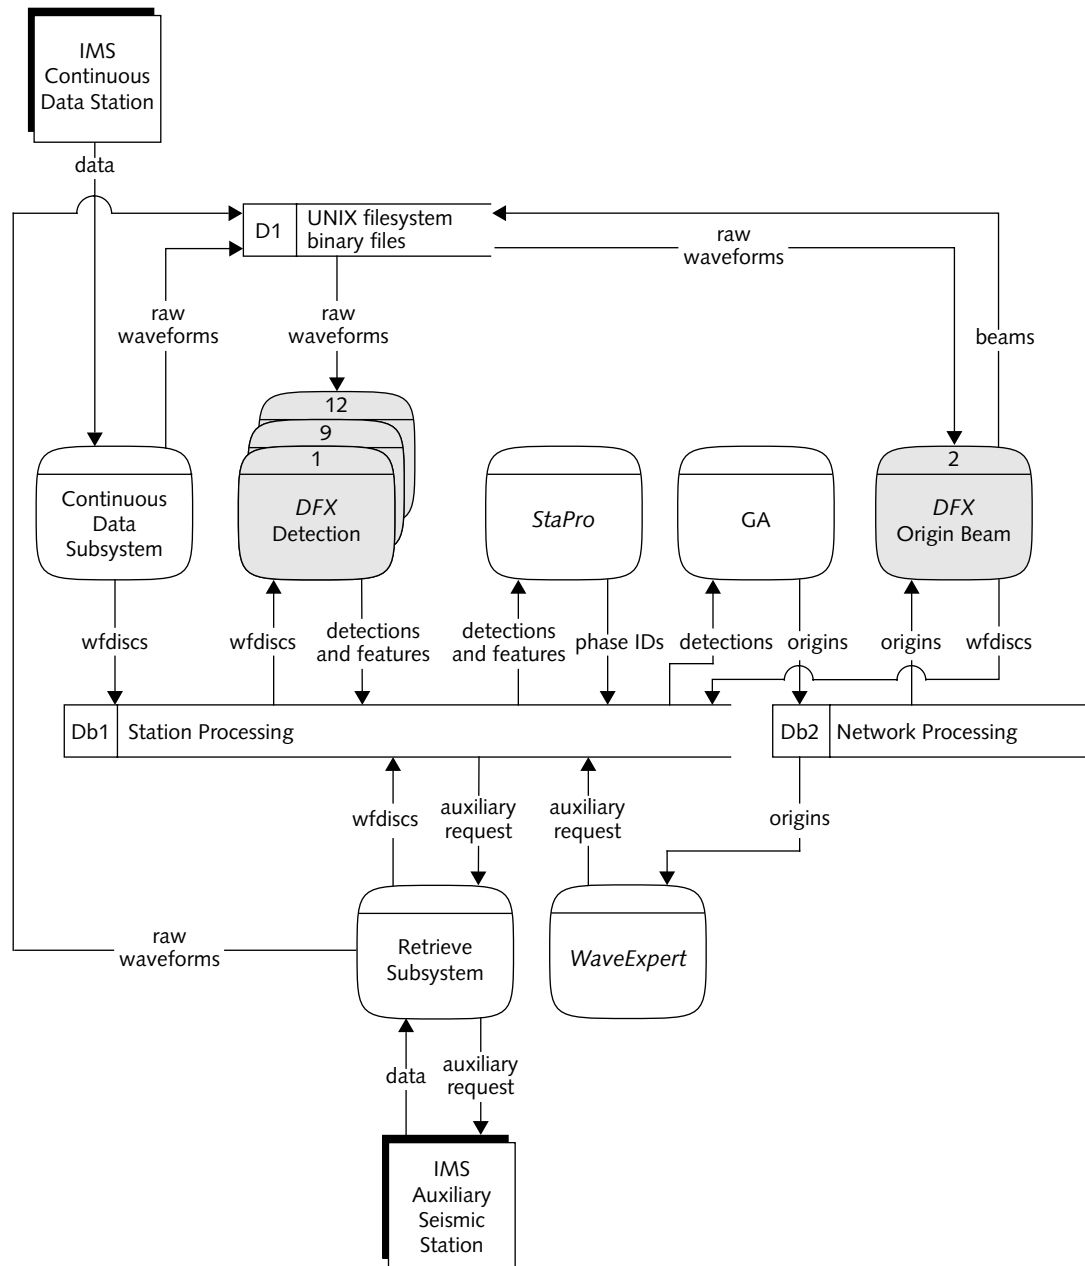 IMS
Continuous
Data Station
data
D1
UNIX filesystem
binary files
raw
waveforms
raw
waveforms
raw
waveforms
beams
12
9
1
DFX
Detection
Continuous
Data
Subsystem
StaPro
GA
2
DFX
Origin Beam
wfdiscs
wfdiscs
detections
and features
detections
and features
phase IDs
detections
origins
origins
wfdiscs
Db1
Station Processing
Db2
Network Processing
wfdiscs
auxiliary
request
auxiliary
request
origins
raw
waveforms
Retrieve
Subsystem
WaveExpert
data
auxiliary
request
IMS
Auxiliary
Seismic
Station